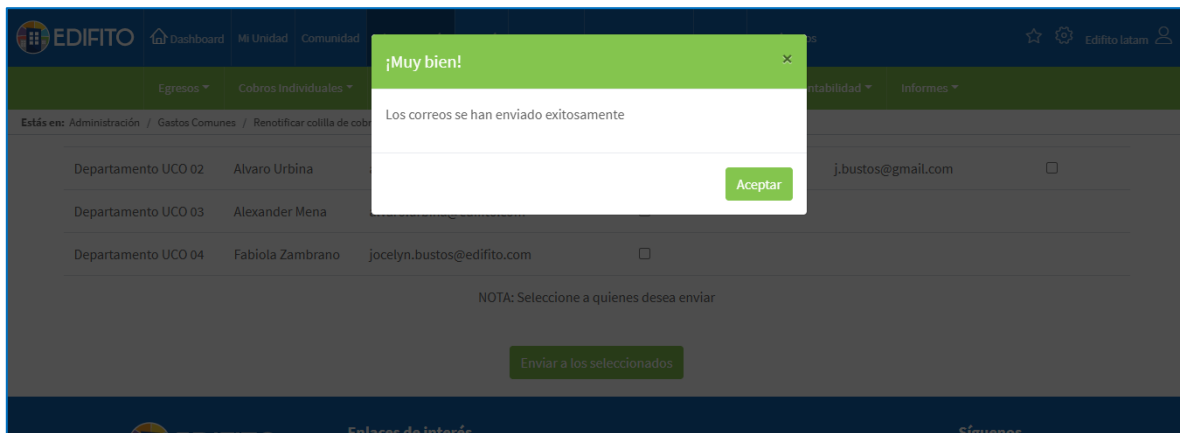 EDIFITO Dashboard Mi Unidad Comunidad Edifito latam
¡Muy bien! ×
Egresos Cobros Individuales Informes
Estás en: Administración / Gastos Comunes / Renotificar colilla de
Los correos se han enviado exitosamente
Departamento UCO 02 Alvaro Urbina j.bustos@gmail.com
Aceptar
Departamento UCO 03 Alexander Mena
Departamento UCO 04 Fabiola Zambrano jocelyn.bustos@edifito.com
NOTA: Seleccione a quienes desea enviar
Enviar a los seleccionados
Enlaces de interés Síguenos